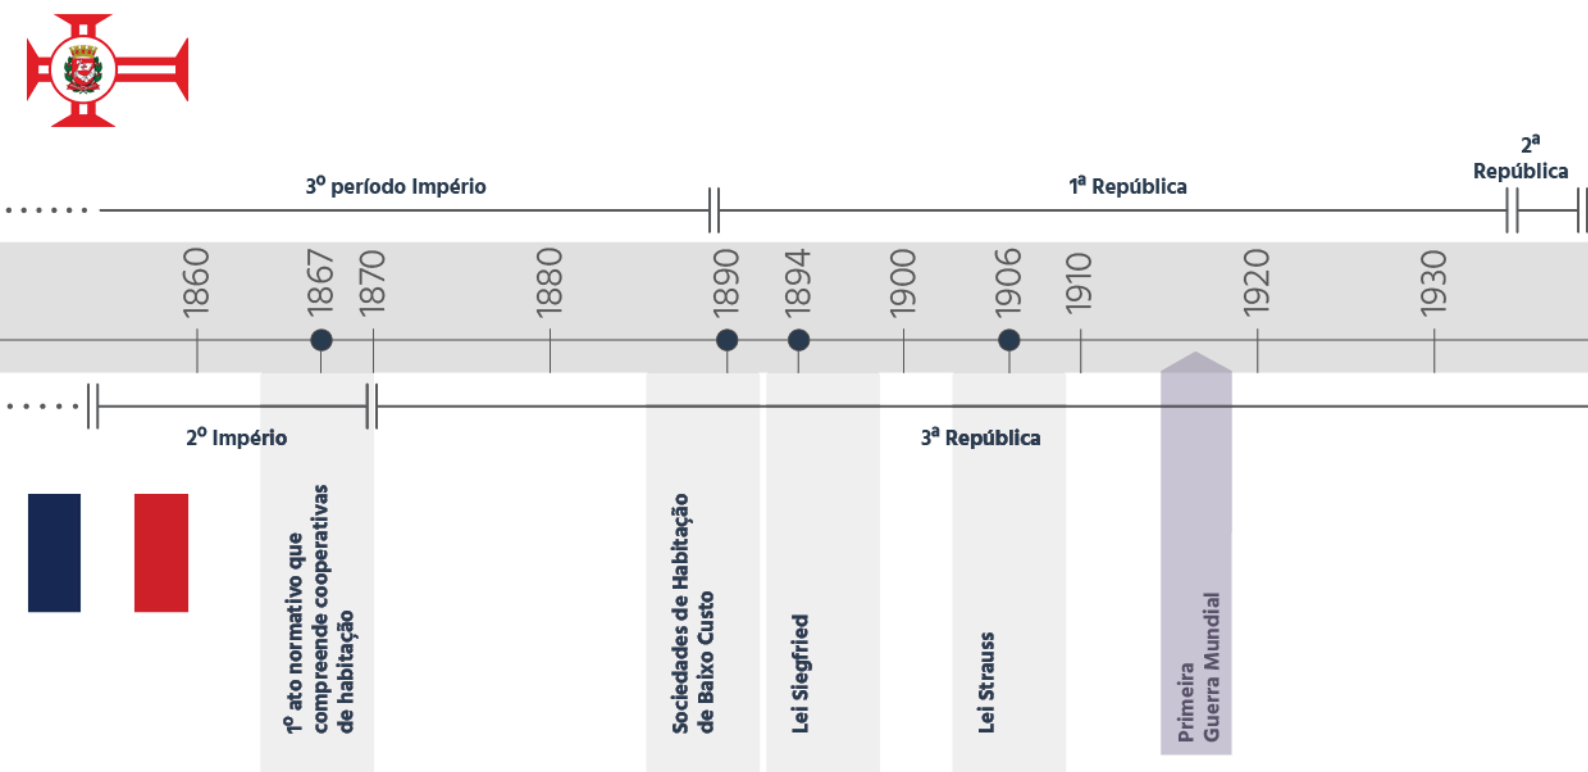 2ª
República
3º período Império
1ª República
1860
1867
1870
1880
1890
1894
1900
1906
1910
1920
1930
2º Império
3ª República
1º ato normativo que
compreende cooperativas
de habitação
Sociedades de Habitação
de Baixo Custo
Lei Siegfried
Lei Strauss
Primeira
Guerra Mundial